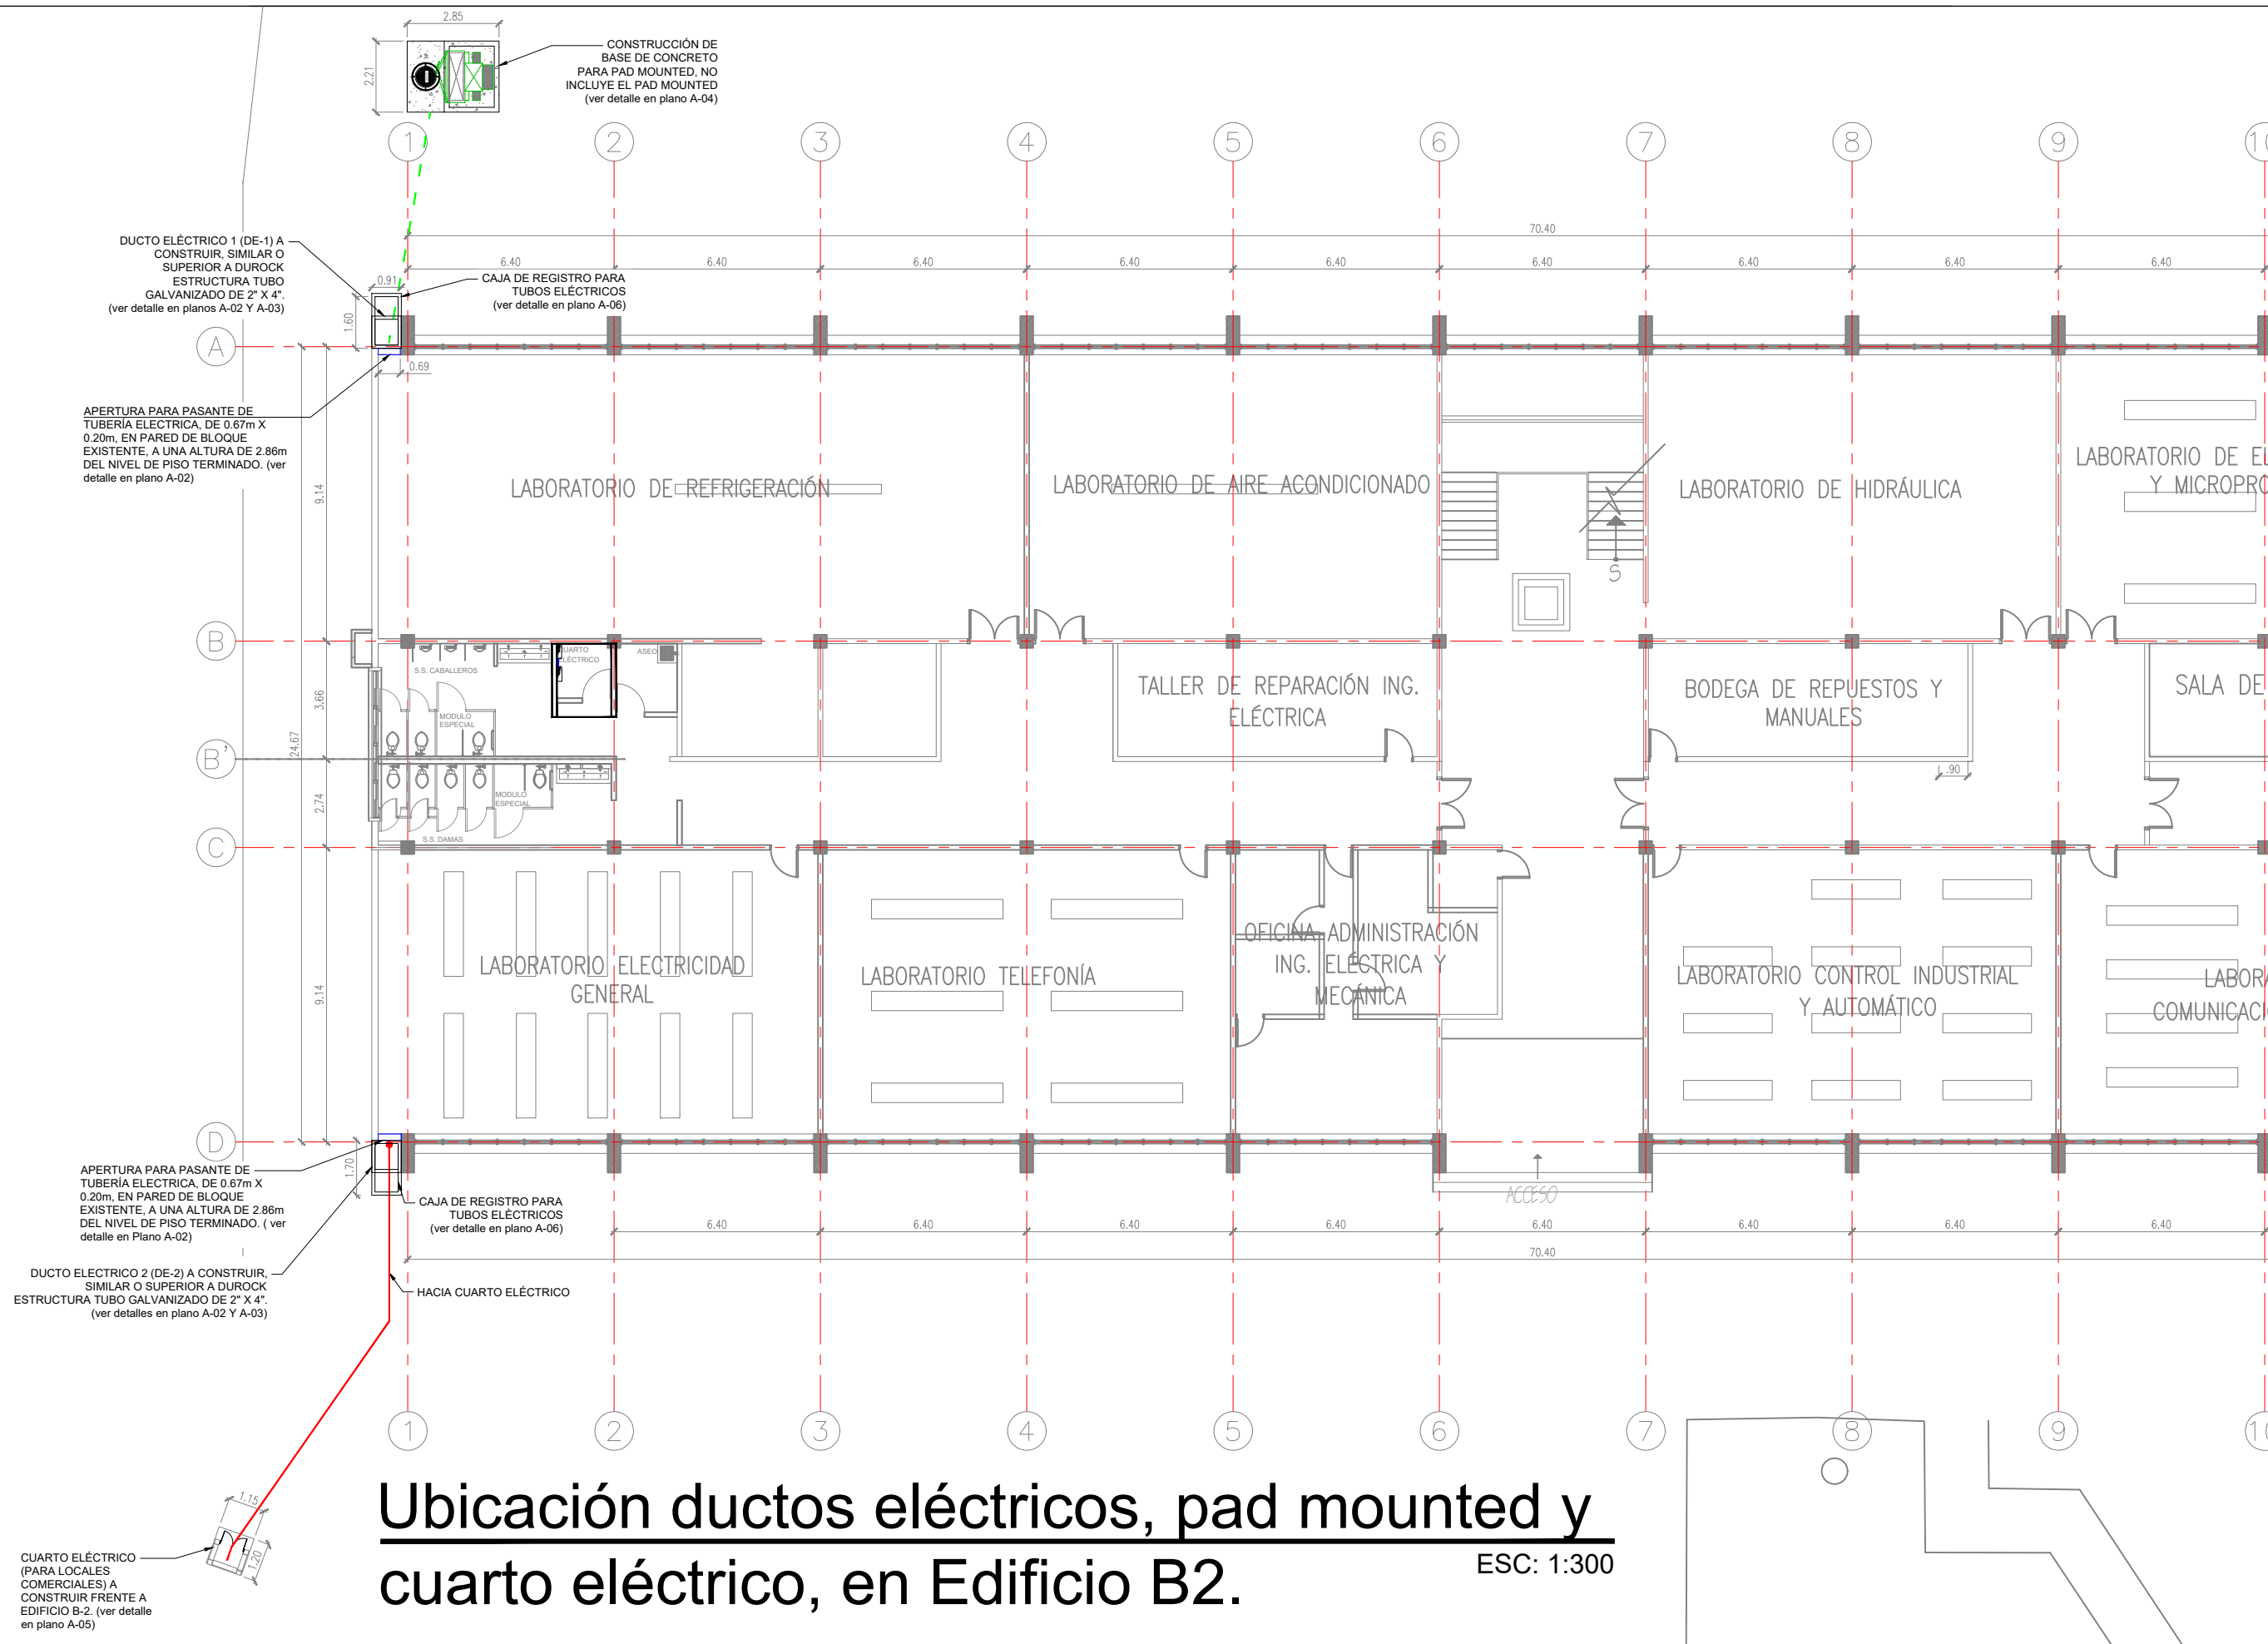 2.85
2.21
CONSTRUCCIÓN DE
BASE DE CONCRETO
PARA PAD MOUNTED, NO
INCLUYE EL PAD MOUNTED
(ver detalle en plano A-04)
1
2
3
4
5
6
7
8
9
10
70.40
6.40
6.40
6.40
6.40
6.40
6.40
6.40
6.40
6.40
DUCTO ELÉCTRICO 1 (DE-1) A
CONSTRUIR, SIMILAR O
SUPERIOR A DUROCK
ESTRUCTURA TUBO
GALVANIZADO DE 2" X 4".
(ver detalle en planos A-02 Y A-03)
0.91
1.60
CAJA DE REGISTRO PARA
TUBOS ELÉCTRICOS
(ver detalle en plano A-06)
A
0.69
APERTURA PARA PASANTE DE
TUBERÍA ELECTRICA, DE 0.67m X
0.20m, EN PARED DE BLOQUE
EXISTENTE, A UNA ALTURA DE 2.86m
DEL NIVEL DE PISO TERMINADO. (ver
detalle en plano A-02)
9.14
LABORATORIO DE REFRIGERACIÓN
LABORATORIO DE AIRE ACONDICIONADO
S
LABORATORIO DE HIDRÁULICA
LABORATORIO DE EL
Y MICROPRO
B
3.66
24.67
S.S. CABALLEROS
MODULO
ESPECIAL
CUARTO
ELÉCTRICO
ASEO
TALLER DE REPARACIÓN ING.
ELÉCTRICA
BODEGA DE REPUESTOS Y
MANUALES
.90
SALA DE
B'
2.74
MODULO
ESPECIAL
S.S. DAMAS
C
9.14
LABORATORIO ELECTRICIDAD
GENERAL
LABORATORIO TELEFONÍA
OFICINA ADMINISTRACIÓN
ING. ELÉCTRICA Y
MECÁNICA
LABORATORIO CONTROL INDUSTRIAL
Y AUTOMÁTICO
LABORA
COMUNICACI
D
1.70
APERTURA PARA PASANTE DE
TUBERÍA ELECTRICA, DE 0.67m X
0.20m, EN PARED DE BLOQUE
EXISTENTE, A UNA ALTURA DE 2.86m
DEL NIVEL DE PISO TERMINADO. ( ver
detalle en Plano A-02)
CAJA DE REGISTRO PARA
TUBOS ELÉCTRICOS
(ver detalle en plano A-06)
ACCESO
6.40
6.40
6.40
6.40
6.40
6.40
6.40
6.40
70.40
DUCTO ELECTRICO 2 (DE-2) A CONSTRUIR,
SIMILAR O SUPERIOR A DUROCK
ESTRUCTURA TUBO GALVANIZADO DE 2" X 4".
(ver detalles en plano A-02 Y A-03)
HACIA CUARTO ELÉCTRICO
1
2
3
4
5
6
7
8
9
10
1.15
1.20
CUARTO ELÉCTRICO
(PARA LOCALES
COMERCIALES) A
CONSTRUIR FRENTE A
EDIFICIO B-2. (ver detalle
en plano A-05)
Ubicación ductos eléctricos, pad mounted y
cuarto eléctrico, en Edificio B2.
ESC: 1:300